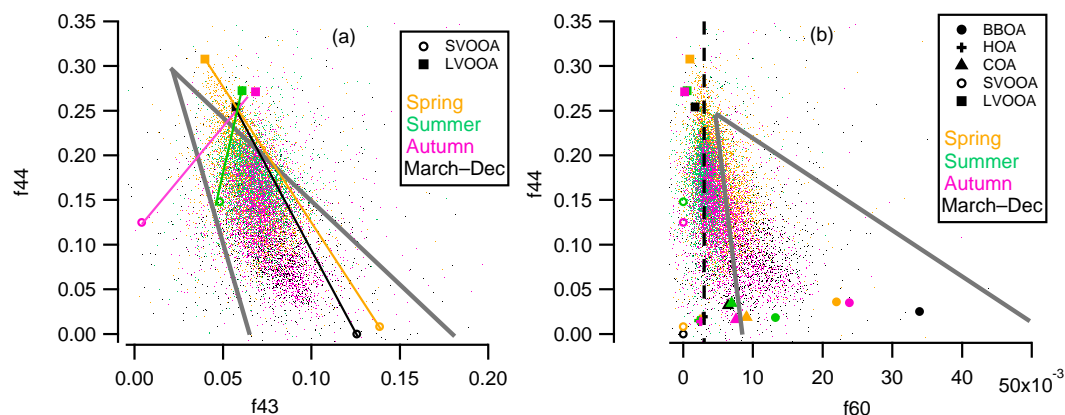 (a)
SVOOA
LVOOA
Spring
Summer
Autumn
March–Dec
f44
0.35
0.30
0.25
0.20
0.15
0.10
0.05
0.00
0.00
0.05
0.10
0.15
0.20
f43
(b)
BBOA
HOA
COA
SVOOA
LVOOA
Spring
Summer
Autumn
March–Dec
f44
0.35
0.30
0.25
0.20
0.15
0.10
0.05
0.00
0
10
20
30
40
50x10⁻³
f60